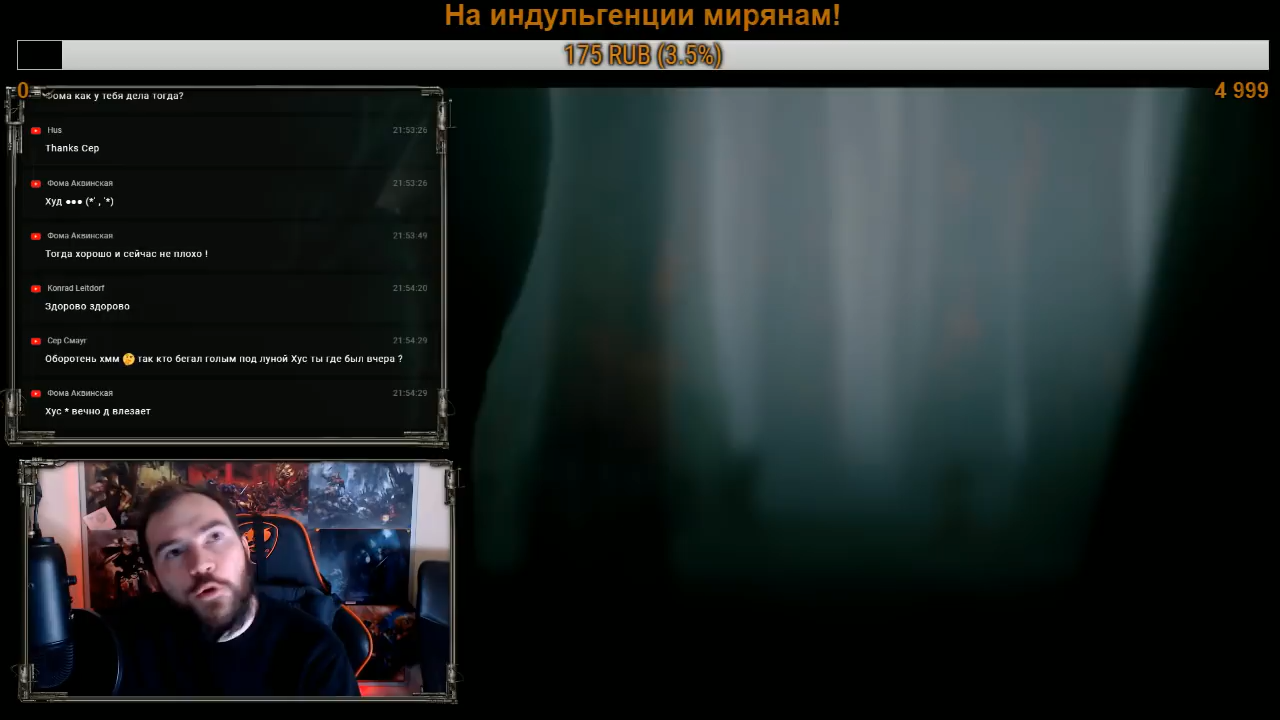 На индульгенции мирянам!
175 RUB (3.5%)
0
4 999
Фома как у тебя дела тогда?
Hus
21:53:26
Thanks Сер
Фома Аквинская
21:53:26
Худ ●●● (*' , '*)
Фома Аквинская
21:53:49
Тогда хорошо и сейчас не плохо !
Konrad Leitdorf
21:54:20
Здорово здорово
Сер Смауг
21:54:29
Оборотень хмм 🤔 так кто бегал голым под луной Хус ты где был вчера ?
Фома Аквинская
21:54:29
Хус * вечно д влезает